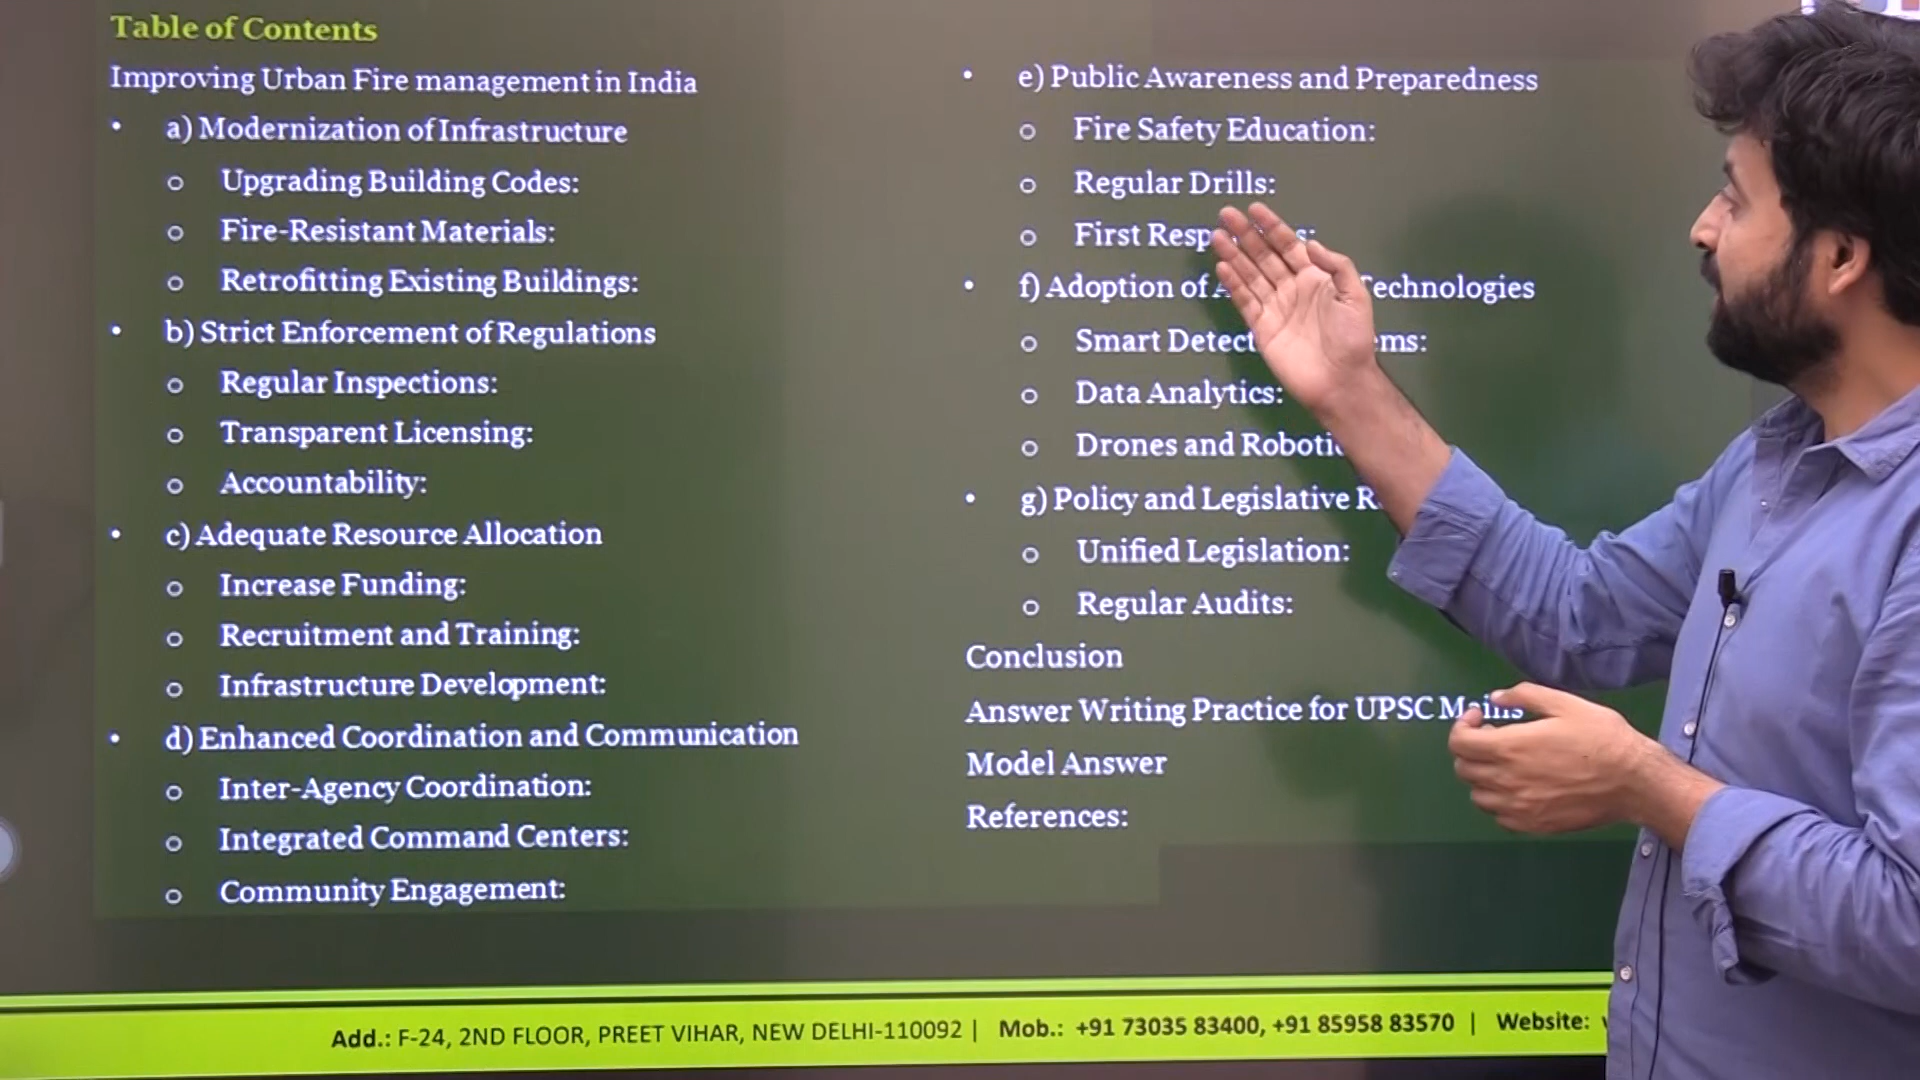 Table of Contents
Improving Urban Fire management in India
• a) Modernization of Infrastructure
o Upgrading Building Codes:
o Fire-Resistant Materials:
o Retrofitting Existing Buildings:
• b) Strict Enforcement of Regulations
o Regular Inspections:
o Transparent Licensing:
o Accountability:
• c) Adequate Resource Allocation
o Increase Funding:
o Recruitment and Training:
o Infrastructure Development:
• d) Enhanced Coordination and Communication
o Inter-Agency Coordination:
o Integrated Command Centers:
o Community Engagement:
• e) Public Awareness and Preparedness
o Fire Safety Education:
o Regular Drills:
o First
• f) Adoption of Technologies
o Smart
o Data Analytics:
o Drones and
• g) Policy and Legislative
o Unified Legislation:
o Regular Audits:
Conclusion
Answer Writing Practice for UPSC Mains
Model Answer
References:
Add.: F-24, 2ND FLOOR, PREET VIHAR, NEW DELHI-110092 | Mob.: +91 73035 83400, +91 85958 83570 | Website: